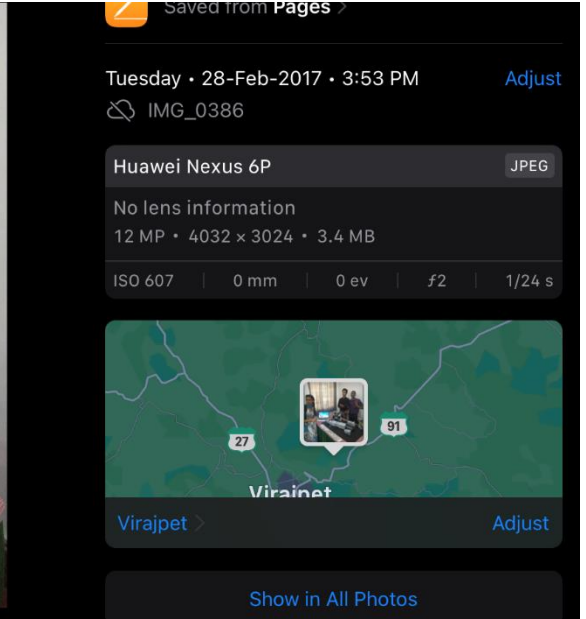 Saved from Pages >
Tuesday • 28-Feb-2017 • 3:53 PM
Adjust
IMG_0386
Huawei Nexus 6P
JPEG
No lens information
12 MP • 4032 × 3024 • 3.4 MB
ISO 607 | 0 mm | 0 ev | ƒ2 | 1/24 s
27
91
Virajpet
Virajpet >
Adjust
Show in All Photos